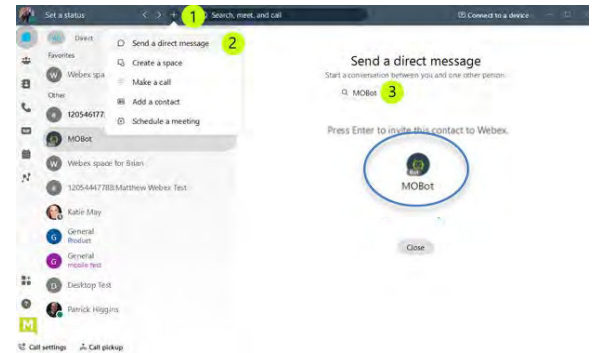 Set a status
Search, meet, and call
Connect to a device
1
Direct
Send a direct message
2
Create a space
Make a call
Add a contact
Schedule a meeting
Favorites
W Webex spa
Other
120546177
MOBot
W Webex space for Brian
12054447788:Matthew Webex Test
Katie May
G General
Product
G General
mobile test
D Desktop Test
Patrick Higgins
M
Call settings
Call pickup
Send a direct message
Start a conversation between you and one other person.
MOBot
3
Press Enter to invite this contact to Webex.
Bot
MOBot
Close